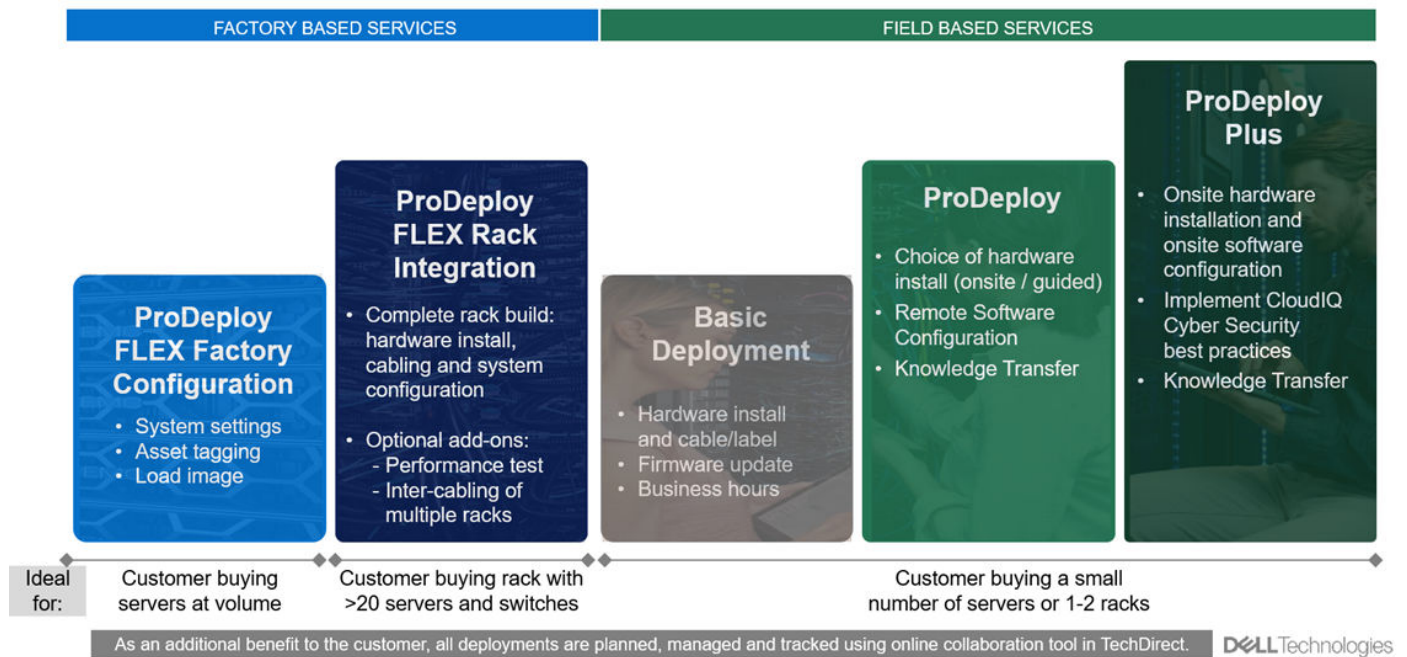 FACTORY BASED SERVICES
FIELD BASED SERVICES
ProDeploy
FLEX Factory
Configuration
• System settings
• Asset tagging
• Load image
ProDeploy
FLEX Rack
Integration
• Complete rack build:
hardware install,
cabling and system
configuration
• Optional add-ons:
- Performance test
- Inter-cabling of
multiple racks
Basic
Deployment
• Hardware install
and cable/label
• Firmware update
• Business hours
ProDeploy
• Choice of hardware
install (onsite / guided)
• Remote Software
Configuration
• Knowledge Transfer
ProDeploy
Plus
• Onsite hardware
installation and
onsite software
configuration
• Implement CloudIQ
Cyber Security
best practices
• Knowledge Transfer
Ideal
for:
Customer buying
servers at volume
Customer buying rack with
>20 servers and switches
Customer buying a small
number of servers or 1-2 racks
As an additional benefit to the customer, all deployments are planned, managed and tracked using online collaboration tool in TechDirect.
DELLTechnologies